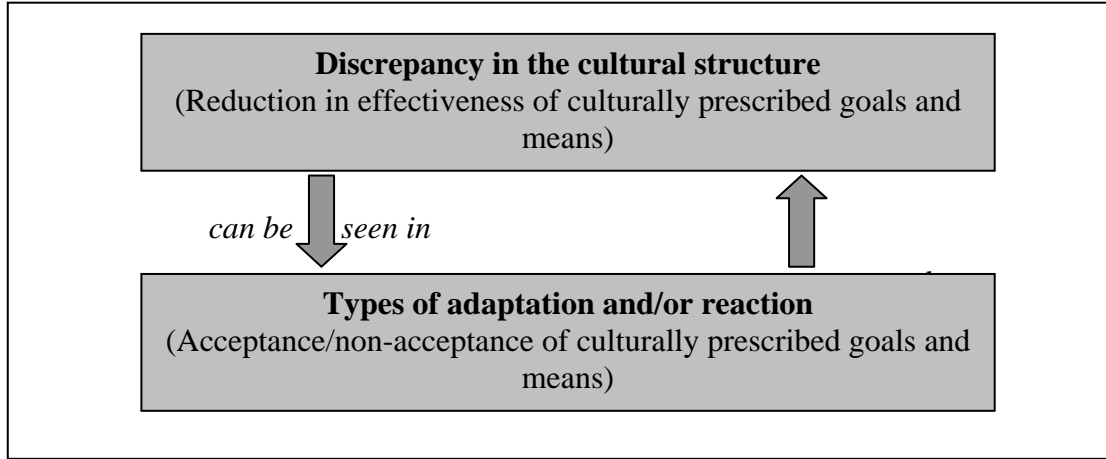 Discrepancy in the cultural structure
(Reduction in effectiveness of culturally prescribed goals and
means)
can be seen in
Types of adaptation and/or reaction
(Acceptance/non-acceptance of culturally prescribed goals and
means)